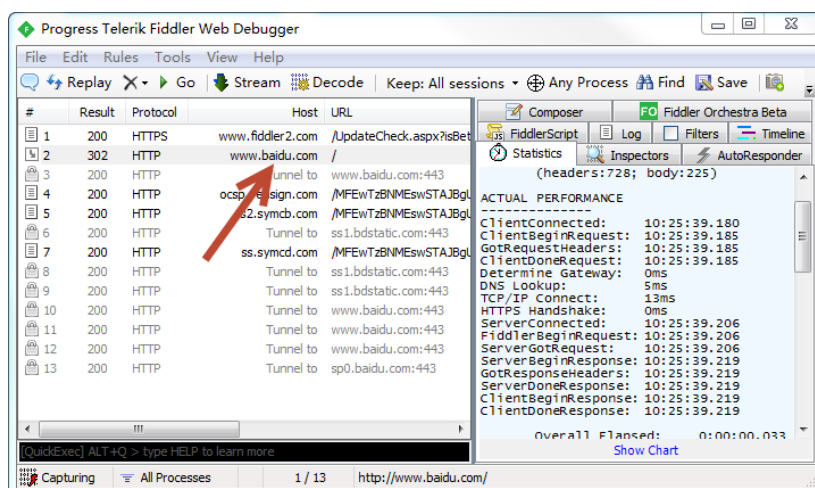 Progress Telerik Fiddler Web Debugger
File Edit Rules Tools View Help
Replay Go Stream Decode Keep: All sessions Any Process Find Save
# Result Protocol Host URL
1 200 HTTPS www.fiddler2.com /UpdateCheck.aspx?isBet
2 302 HTTP www.baidu.com /
3 200 HTTP Tunnel to www.baidu.com:443
4 200 HTTP /MFEwTzBNMEswSTAJBgU
5 200 HTTP s2.symcb.com /MFEwTzBNMEswSTAJBgU
6 200 HTTP Tunnel to ss1.bdstatic.com:443
7 200 HTTP ss.symcd.com /MFEwTzBNMEswSTAJBgU
8 200 HTTP Tunnel to ss1.bdstatic.com:443
9 200 HTTP Tunnel to ss1.bdstatic.com:443
10 200 HTTP Tunnel to www.baidu.com:443
11 200 HTTP Tunnel to www.baidu.com:443
12 200 HTTP Tunnel to www.baidu.com:443
13 200 HTTP Tunnel to sp0.baidu.com:443
[QuickExec] ALT+Q > type HELP to learn more
Composer FO Fiddler Orchestra Beta
FiddlerScript Log Filters Timeline
Statistics Inspectors AutoResponder
(headers:728; body:225)
ACTUAL PERFORMANCE
--------------
ClientConnected: 10:25:39.180
ClientBeginRequest: 10:25:39.185
GotRequestHeaders: 10:25:39.185
ClientDoneRequest: 10:25:39.185
Determine Gateway: 0ms
DNS Lookup: 5ms
TCP/IP Connect: 13ms
HTTPS Handshake: 0ms
ServerConnected: 10:25:39.206
FiddlerBeginRequest: 10:25:39.206
ServerGotRequest: 10:25:39.206
ServerBeginResponse: 10:25:39.219
GotResponseHeaders: 10:25:39.219
ServerDoneResponse: 10:25:39.219
ClientBeginResponse: 10:25:39.219
ClientDoneResponse: 10:25:39.219
Overall Elapsed: 0:00:00.033
Show Chart
Capturing All Processes 1 / 13 http://www.baidu.com/